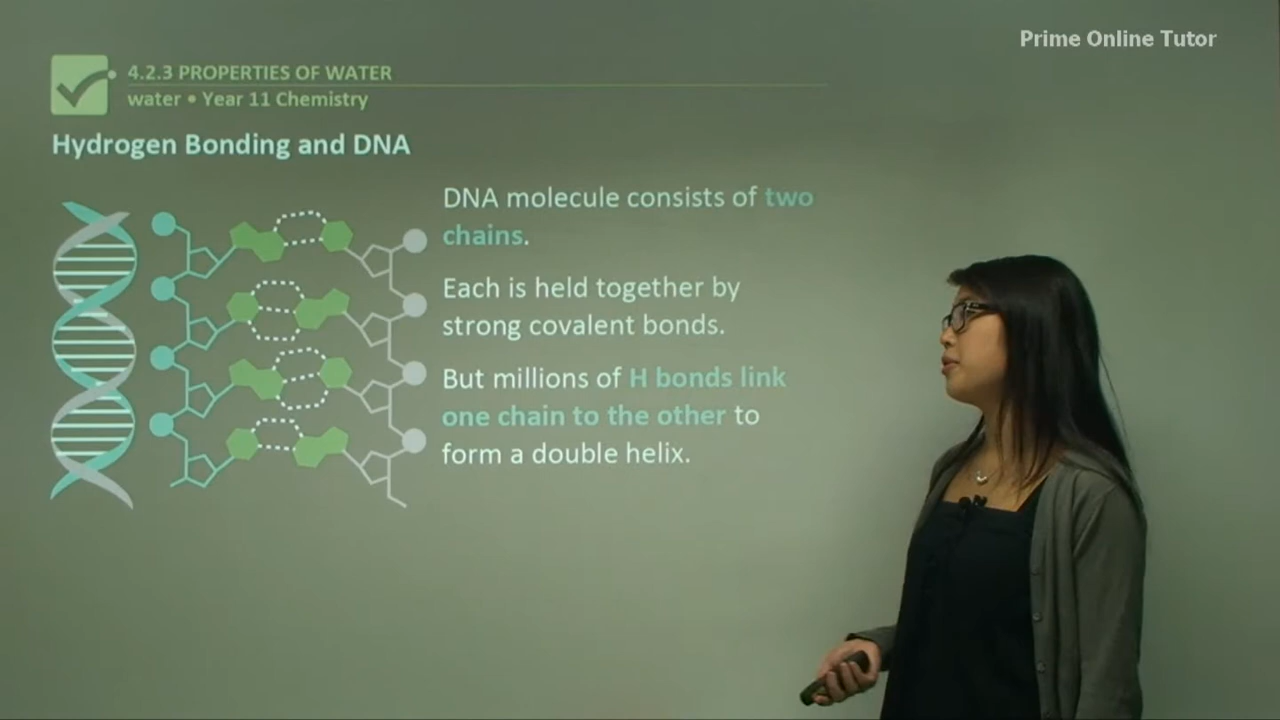 Prime Online Tutor
4.2.3 PROPERTIES OF WATER
water • Year 11 Chemistry
Hydrogen Bonding and DNA
DNA molecule consists of two
chains.
Each is held together by
strong covalent bonds.
But millions of H bonds link
one chain to the other to
form a double helix.